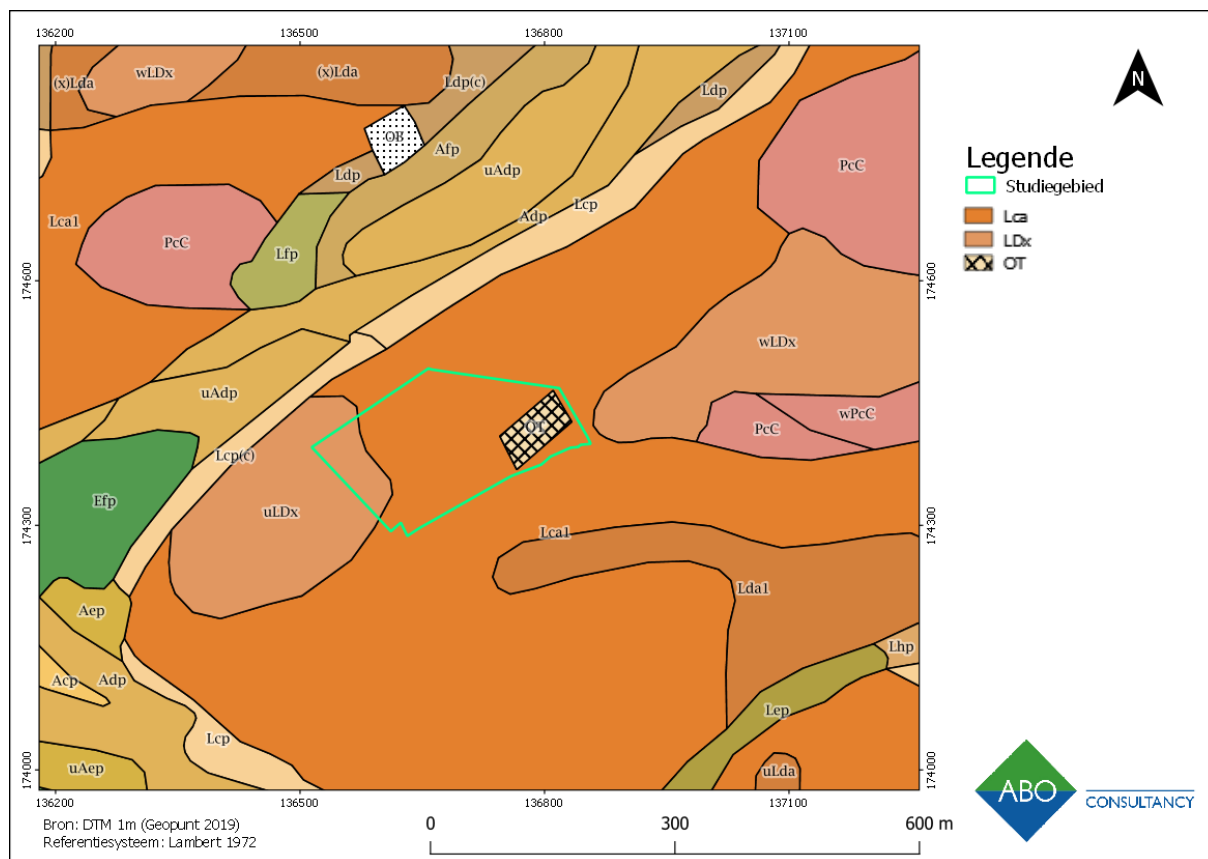 136200 136500 136800 137100
(x)Lda wLDx (x)Lda Ldp(c) Ldp
N
OB
Afp
uAdp
PcC
Ldp
Lca1 PcC Lfp
Adp Lcp
Legende
Studiegebied
Lca
LDx
OT
174600 174600
wLDx
uAdp
PcC wPcC
OT
Lcp(c)
Efp
uLDx
174300 174300
Lca1
Lda1
Aep
Lhp
Acp Adp
Lep
Lcp
uAep
uLda
174000 174000
136200 136500 136800 137100
ABO
CONSULTANCY
Bron: DTM 1m (Geopunt 2019)
Referentiesysteem: Lambert 1972
0 300 600 m